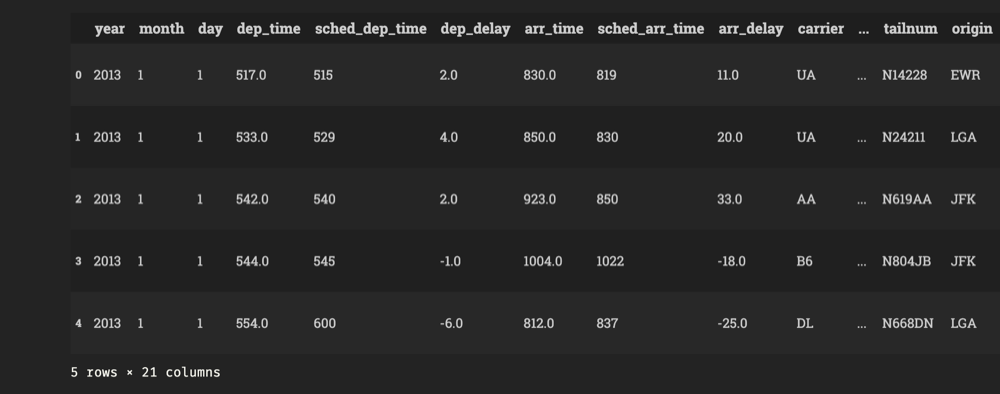 year month day dep_time sched_dep_time dep_delay arr_time sched_arr_time arr_delay carrier ... tailnum origin
0 2013 1 1 517.0 515 2.0 830.0 819 11.0 UA ... N14228 EWR
1 2013 1 1 533.0 529 4.0 850.0 830 20.0 UA ... N24211 LGA
2 2013 1 1 542.0 540 2.0 923.0 850 33.0 AA ... N619AA JFK
3 2013 1 1 544.0 545 -1.0 1004.0 1022 -18.0 B6 ... N804JB JFK
4 2013 1 1 554.0 600 -6.0 812.0 837 -25.0 DL ... N668DN LGA
5 rows × 21 columns